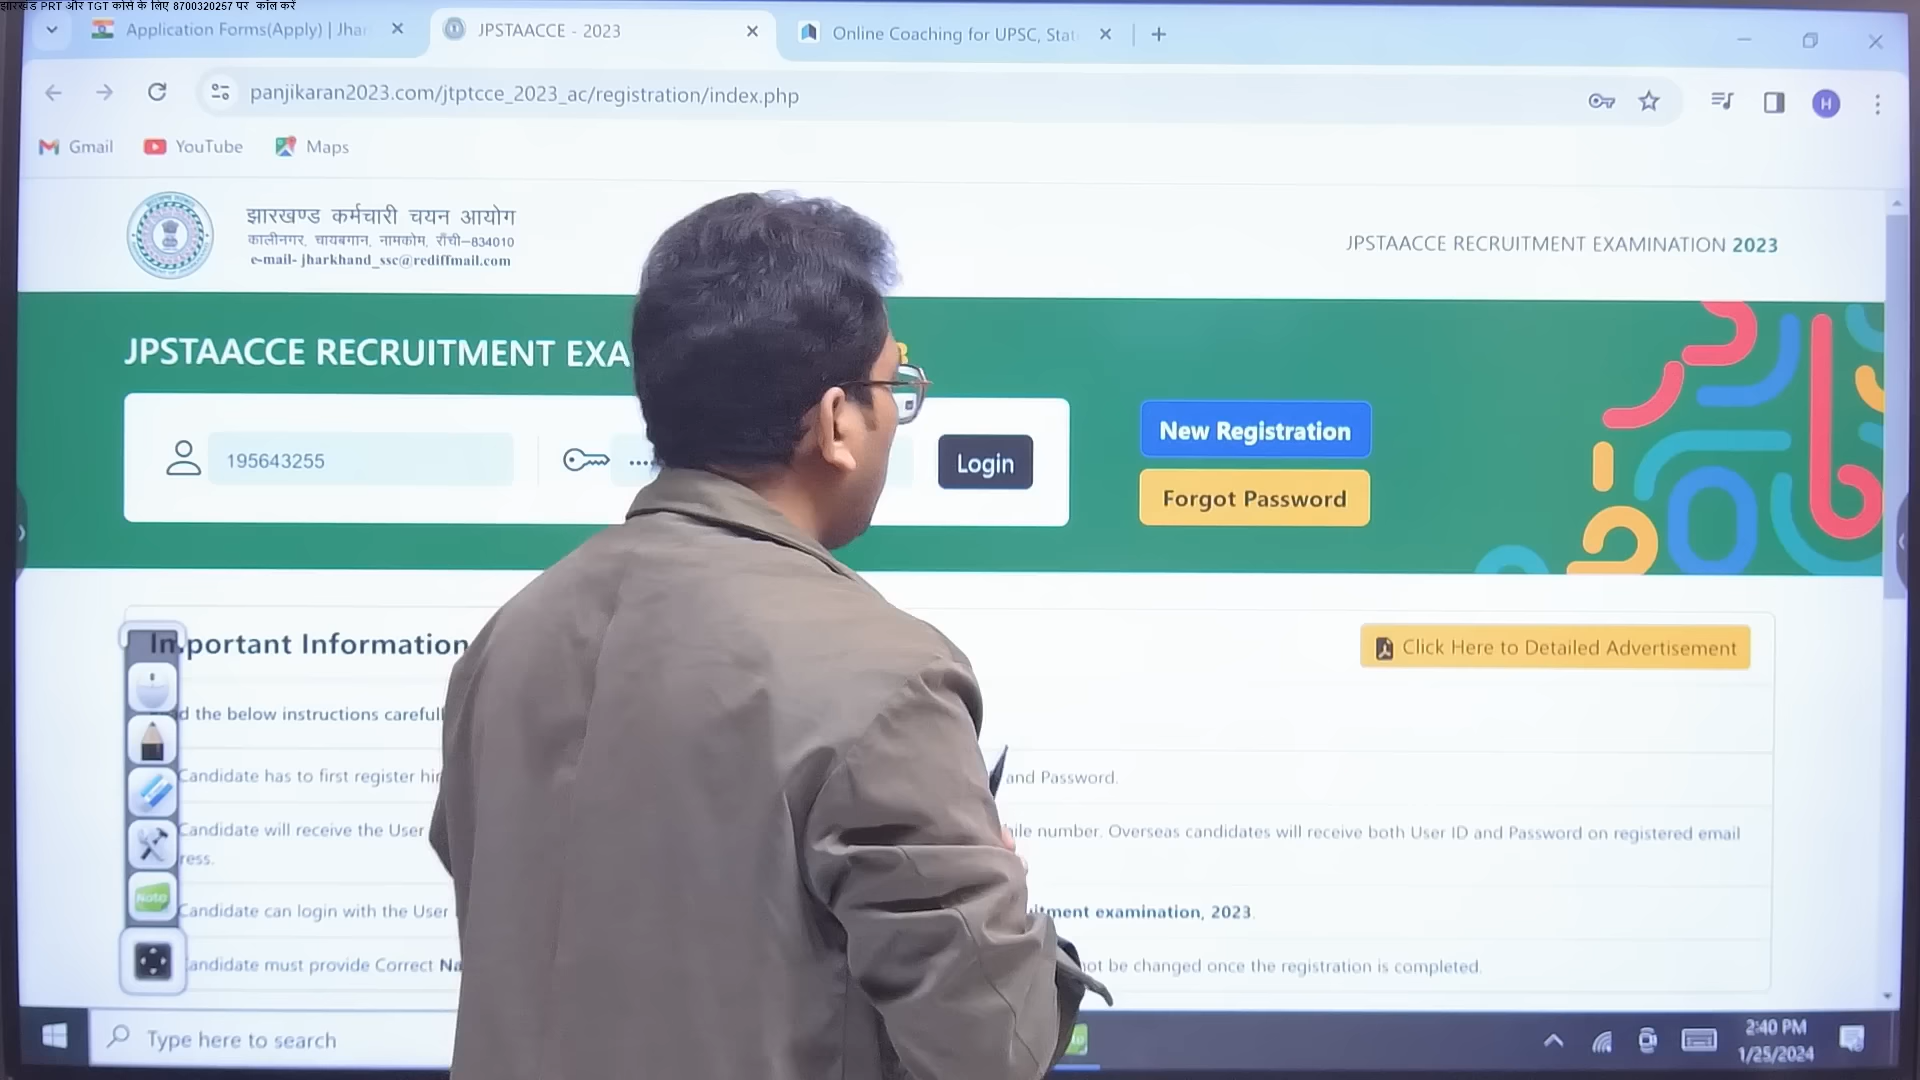 झारखंड PRT और TGT कोर्स के लिए 8700320257 पर कॉल करें
Application Forms(Apply) | Jhar
JPSTAACCE - 2023
Online Coaching for UPSC, Stat
panjikaran2023.com/jtptcce_2023_ac/registration/index.php
H
Gmail
YouTube
Maps
झारखण्ड कर्मचारी चयन आयोग
कालीनगर, चायबगान, नामकोम, राँची-834010
e-mail- jharkhand_ssc@rediffmail.com
JPSTAACCE RECRUITMENT EXAMINATION 2023
JPSTAACCE RECRUITMENT EXA
195643255
Login
New Registration
Forgot Password
Important Information
Click Here to Detailed Advertisement
d the below instructions carefull
Candidate has to first register hi
and Password.
Candidate will receive the User
ile number. Overseas candidates will receive both User ID and Password on registered email
ress.
Candidate can login with the User
itment examination, 2023.
andidate must provide Correct Na
not be changed once the registration is completed.
Note
Type here to search
2:40 PM
1/25/2024